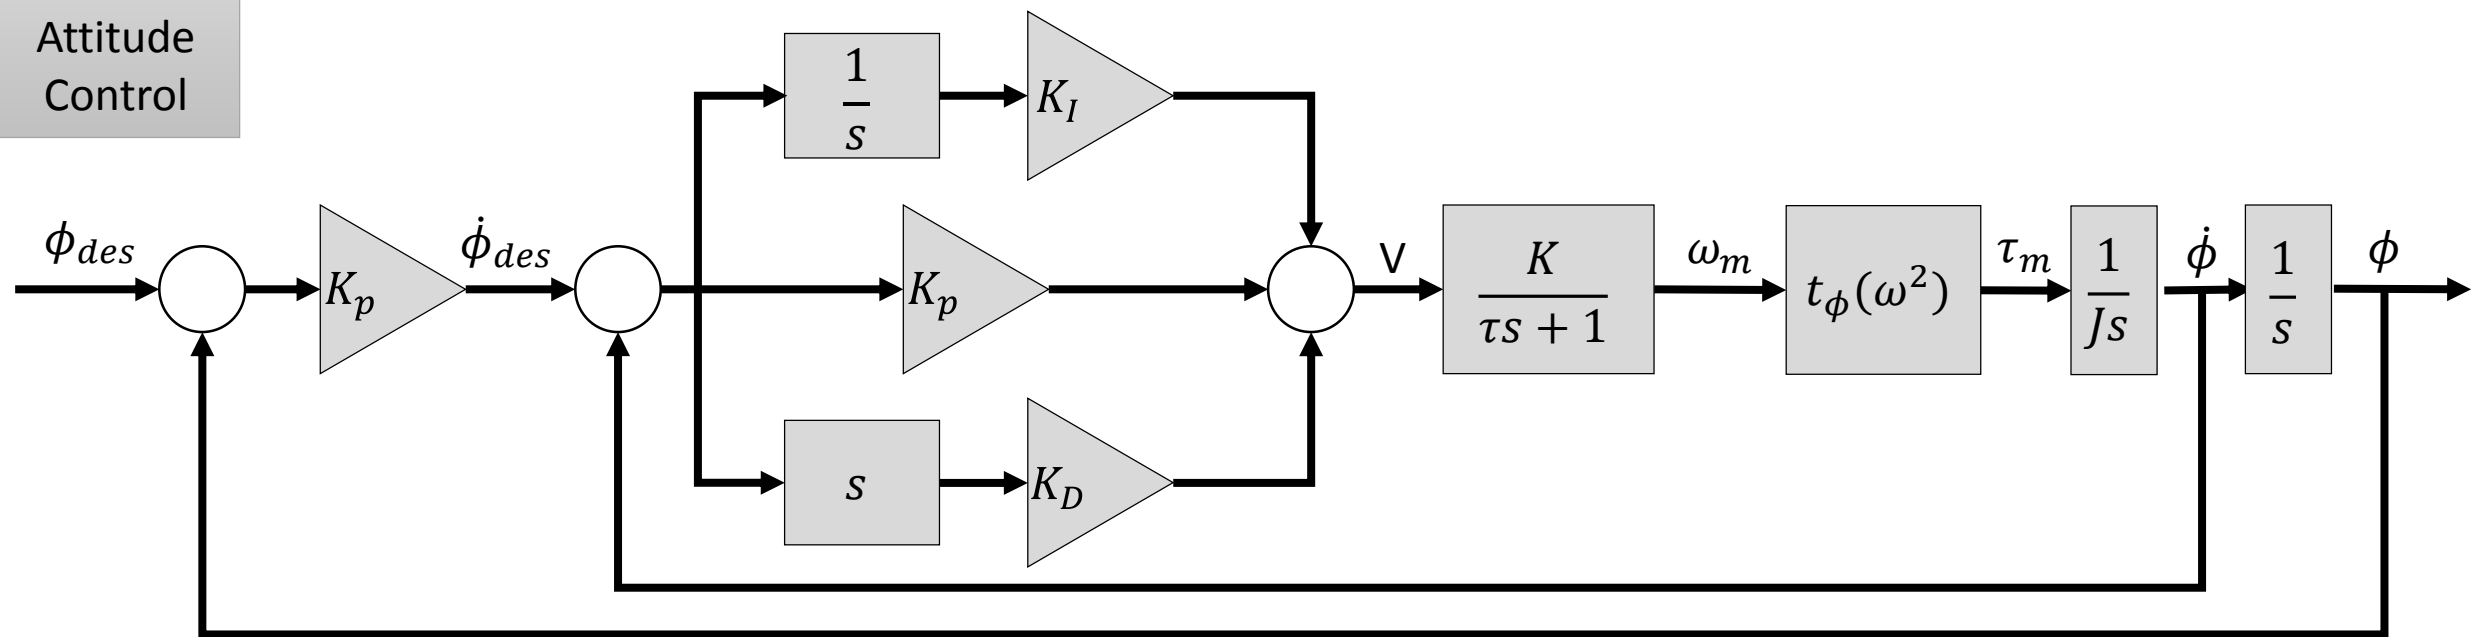 Attitude
Control
ϕ_des
K_p
ϕ̇_des
1/s
K_I
K_p
s
K_D
V
K/(τs + 1)
ω_m
t_ϕ(ω²)
τ_m
1/(Js)
ϕ̇
1/s
ϕ